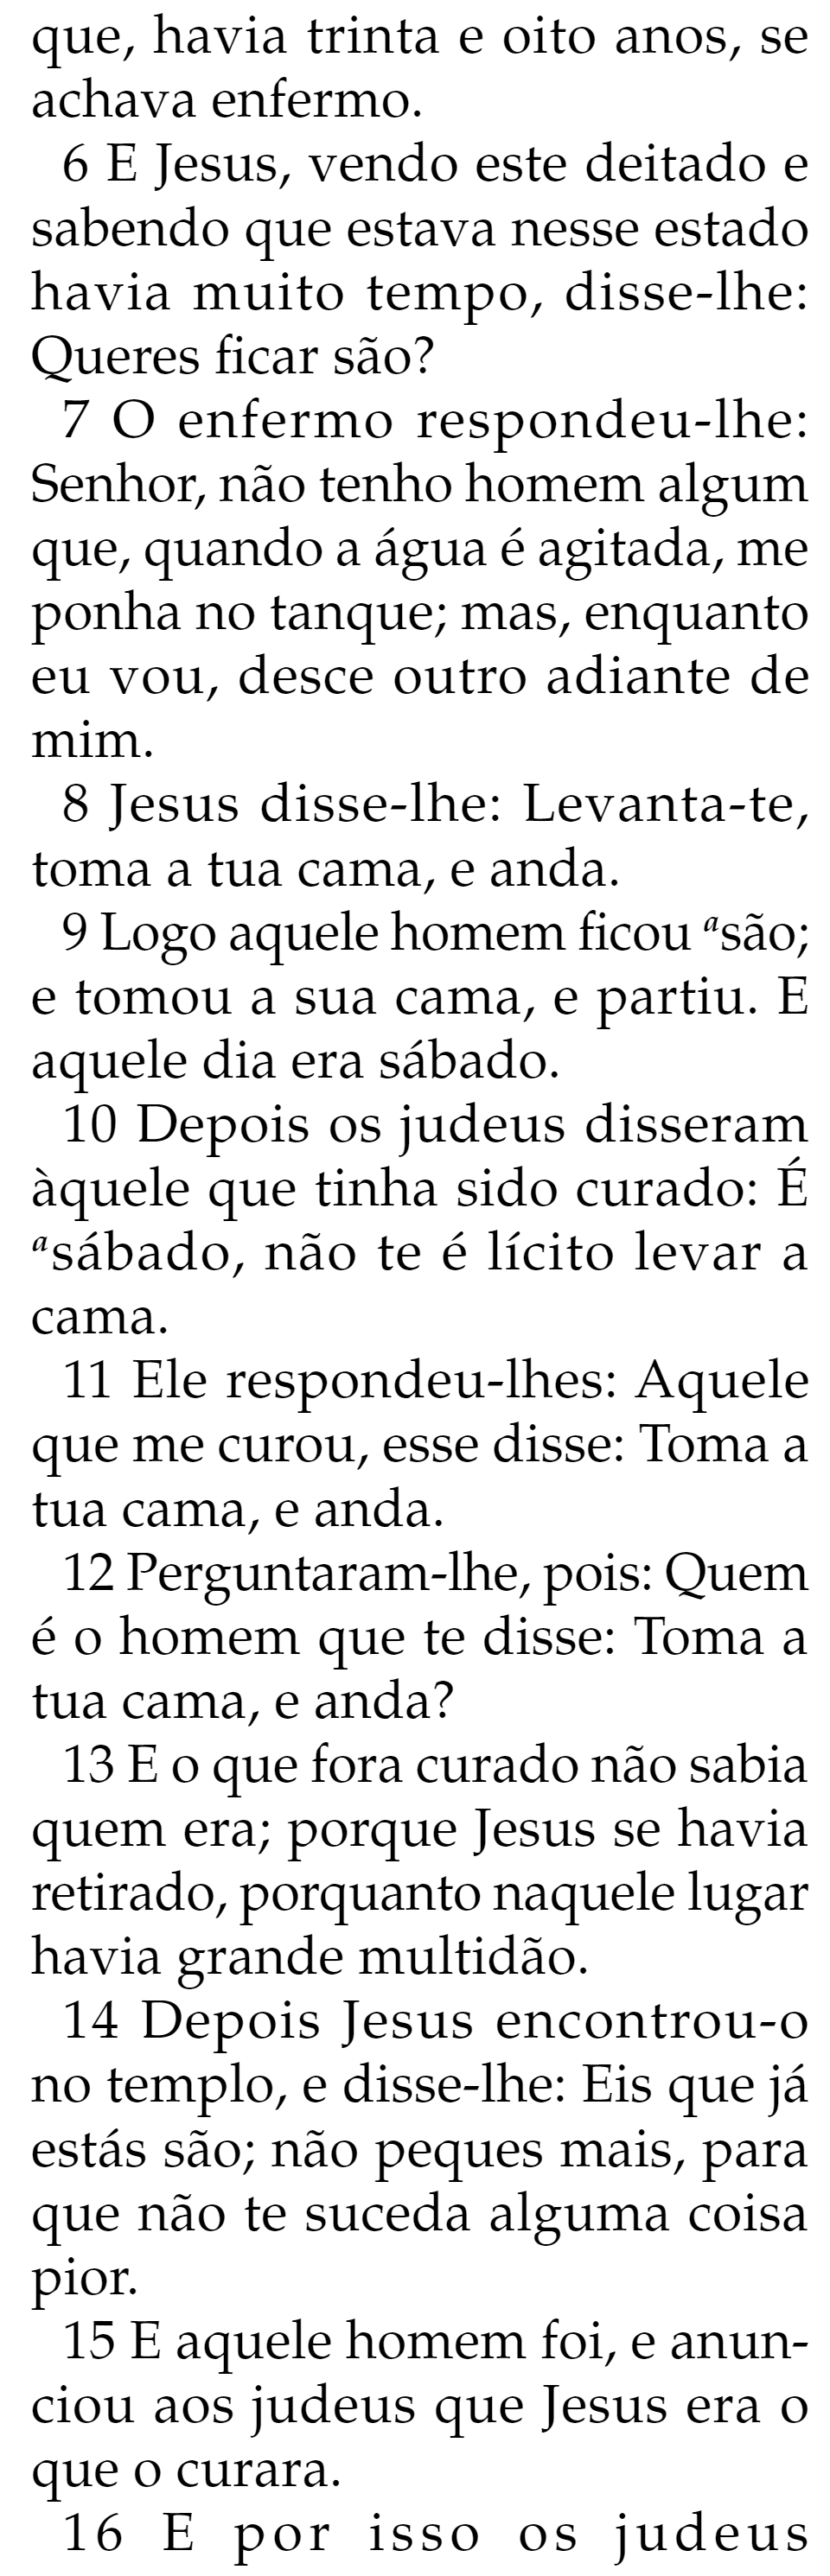 que, havia trinta e oito anos, se
achava enfermo.
6 E Jesus, vendo este deitado e
sabendo que estava nesse estado
havia muito tempo, disse-lhe:
Queres ficar são?
7 O enfermo respondeu-lhe:
Senhor, não tenho homem algum
que, quando a água é agitada, me
ponha no tanque; mas, enquanto
eu vou, desce outro adiante de
mim.
8 Jesus disse-lhe: Levanta-te,
toma a tua cama, e anda.
9 Logo aquele homem ficou ᵃsão;
e tomou a sua cama, e partiu. E
aquele dia era sábado.
10 Depois os judeus disseram
àquele que tinha sido curado: É
ᵃsábado, não te é lícito levar a
cama.
11 Ele respondeu-lhes: Aquele
que me curou, esse disse: Toma a
tua cama, e anda.
12 Perguntaram-lhe, pois: Quem
é o homem que te disse: Toma a
tua cama, e anda?
13 E o que fora curado não sabia
quem era; porque Jesus se havia
retirado, porquanto naquele lugar
havia grande multidão.
14 Depois Jesus encontrou-o
no templo, e disse-lhe: Eis que já
estás são; não peques mais, para
que não te suceda alguma coisa
pior.
15 E aquele homem foi, e anun-
ciou aos judeus que Jesus era o
que o curara.
16 E por isso os judeus